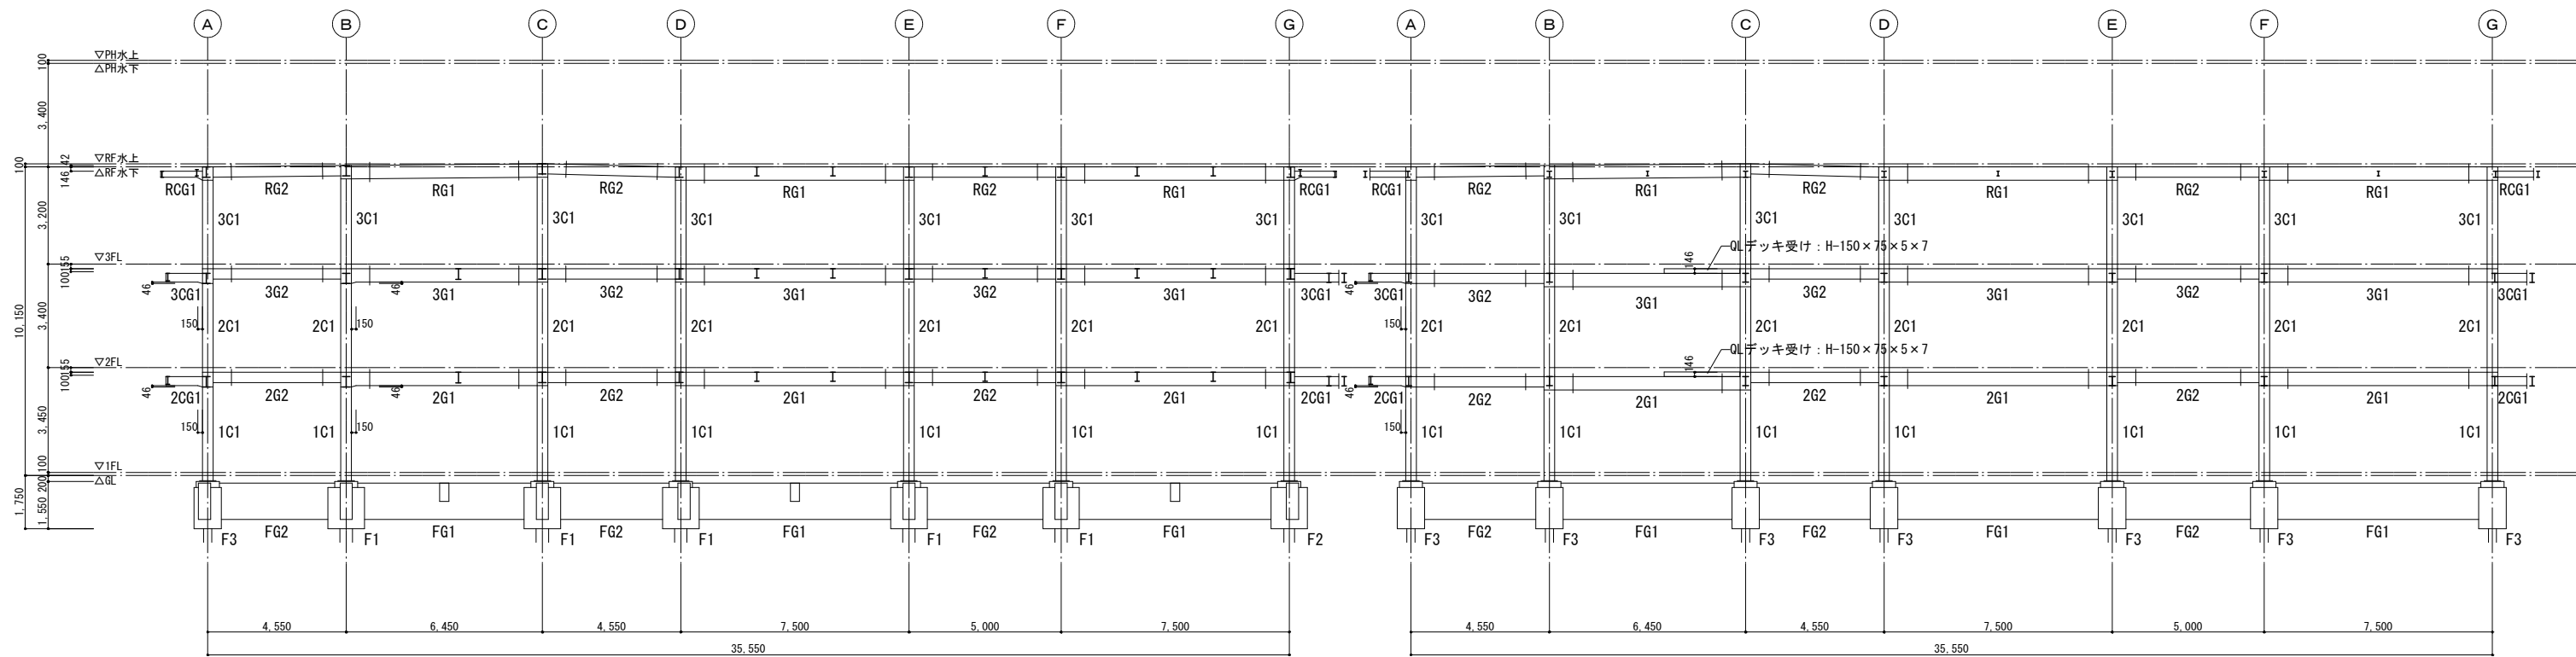 A B C D E F G A B C D E F G
▽PH水上
△PH水下
100
3,400
▽RF水上
△RF水下
100
42
146
RCG1 RG2 RG1 RG2 RG1 RG2 RG1 RCG1 RCG1 RG2 RG1 RG2 RG1 RG2 RG1 RCG1
3,200
3C1 3C1 3C1 3C1 3C1 3C1 3C1 3C1 3C1 3C1 3C1 3C1 3C1 3C1
QLデッキ受け：H-150×75×5×7
▽3FL
155
100
146
46 46 46
3CG1 3G2 3G1 3G2 3G1 3G2 3G1 3CG1 3CG1 3G2 3G1 3G2 3G1 3G2 3G1 3CG1
10,150
3,400
150 150 150
2C1 2C1 2C1 2C1 2C1 2C1 2C1 2C1 2C1 2C1 2C1 2C1 2C1 2C1
QLデッキ受け：H-150×75×5×7
▽2FL
155
100
146
46 46 46
2CG1 2G2 2G1 2G2 2G1 2G2 2G1 2CG1 2CG1 2G2 2G1 2G2 2G1 2G2 2G1 2CG1
3,450
150 150 150
1C1 1C1 1C1 1C1 1C1 1C1 1C1 1C1 1C1 1C1 1C1 1C1 1C1 1C1
▽1FL
△GL
100
200
1,550
1,750
FG2 FG1 FG2 FG1 FG2 FG1 FG2 FG1 FG2 FG1 FG2 FG1
F3 F1 F1 F1 F1 F1 F2 F3 F3 F3 F3 F3 F3 F3
4,550 6,450 4,550 7,500 5,000 7,500 4,550 6,450 4,550 7,500 5,000 7,500
35,550 35,550